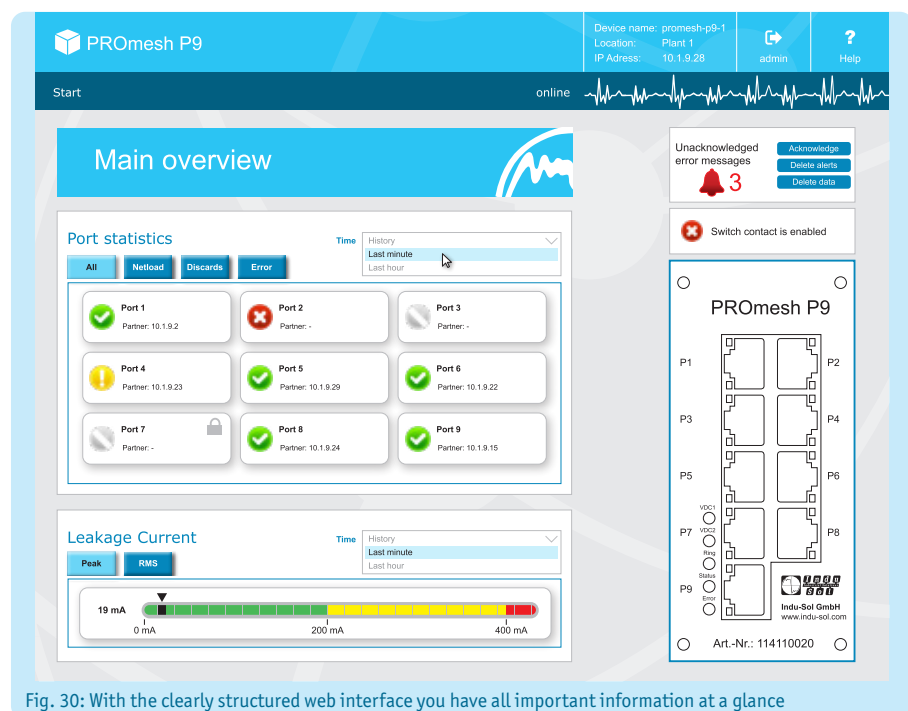 PROmesh P9
Device name: promesh-p9-1
Location: Plant 1
IP Adress: 10.1.9.28
admin
Help
Start
online
Main overview
Unacknowledged
error messages
3
Acknowledge
Delete alerts
Delete data
Switch contact is enabled
Port statistics
Time
History
Last minute
Last hour
All
Netload
Discards
Error
Port 1
Partner: 10.1.9.2
Port 2
Partner: -
Port 3
Partner: -
Port 4
Partner: 10.1.9.23
Port 5
Partner: 10.1.9.29
Port 6
Partner: 10.1.9.22
Port 7
Partner: -
Port 8
Partner: 10.1.9.24
Port 9
Partner: 10.1.9.15
Leakage Current
Time
History
Last minute
Last hour
Peak
RMS
19 mA
0 mA
200 mA
400 mA
PROmesh P9
P1
P2
P3
P4
P5
P6
VDC1
P7
VDC2
P8
Ring
Status
P9
Error
Indu
Sol
Indu-Sol GmbH
www.indu-sol.com
Art.-Nr.: 114110020
Fig. 30: With the clearly structured web interface you have all important information at a glance